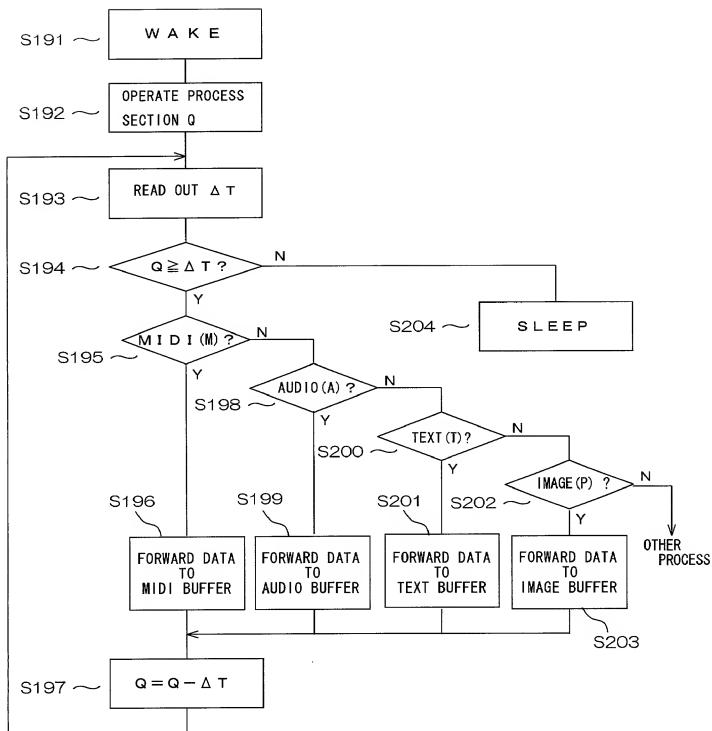 S191
WAKE
S192
OPERATE PROCESS
SECTION Q
S193
READ OUT ΔT
S194
Q≧ΔT?
N
Y
S204
SLEEP
S195
MIDI(M)?
N
Y
S198
AUDIO(A)?
N
Y
S200
TEXT(T)?
N
Y
S202
IMAGE(P) ?
N
Y
OTHER
PROCESS
S196
FORWARD DATA
TO
MIDI BUFFER
S199
FORWARD DATA
TO
AUDIO BUFFER
S201
FORWARD DATA
TO
TEXT BUFFER
FORWARD DATA
TO
IMAGE BUFFER
S203
S197
Q=Q-ΔT